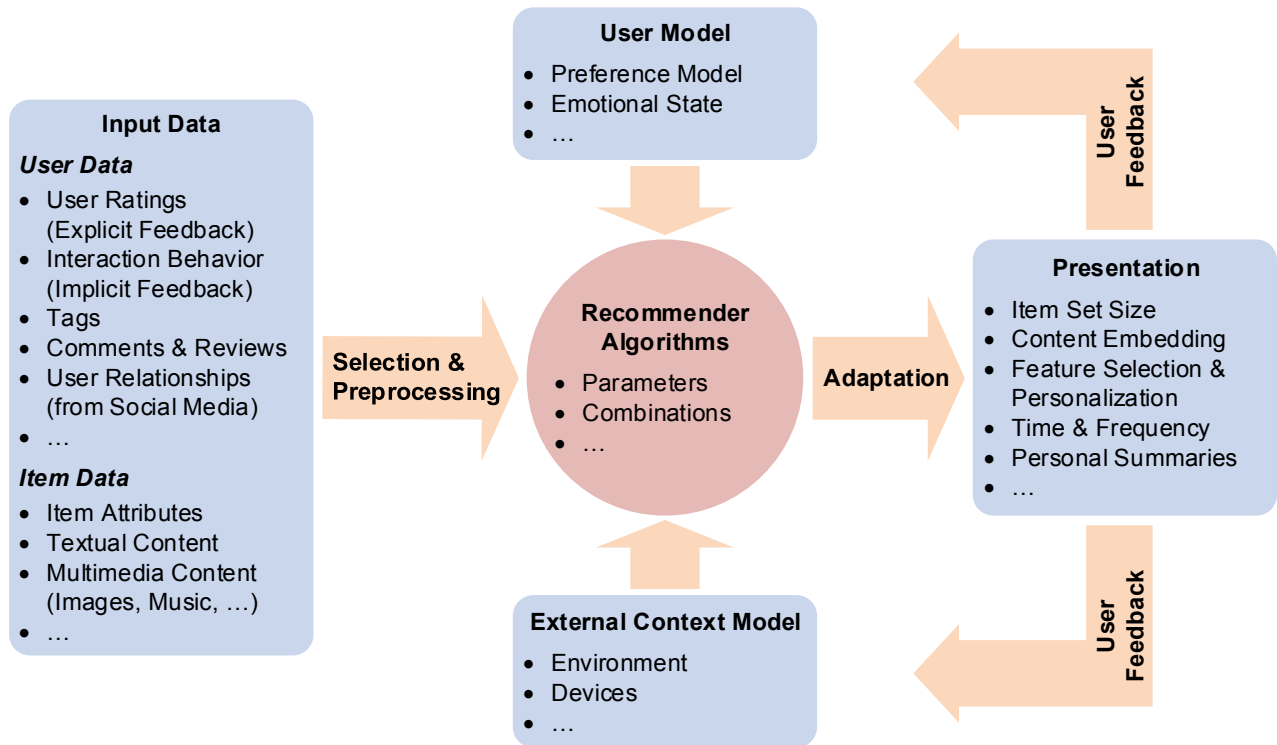 Input Data
User Data
• User Ratings
(Explicit Feedback)
• Interaction Behavior
(Implicit Feedback)
• Tags
• Comments & Reviews
• User Relationships
(from Social Media)
• …
Item Data
• Item Attributes
• Textual Content
• Multimedia Content
(Images, Music, …)
• …
Selection &
Preprocessing
User Model
• Preference Model
• Emotional State
• …
Recommender
Algorithms
• Parameters
• Combinations
• …
External Context Model
• Environment
• Devices
• …
Adaptation
User
Feedback
Presentation
• Item Set Size
• Content Embedding
• Feature Selection &
Personalization
• Time & Frequency
• Personal Summaries
• …
User
Feedback